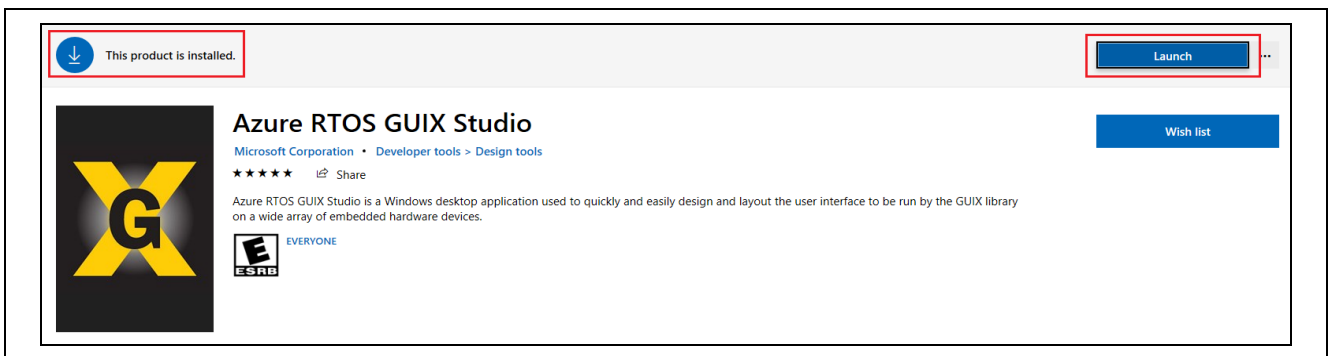 This product is installed.
Launch
...
Azure RTOS GUIX Studio
Microsoft Corporation • Developer tools > Design tools
★★★★★ Share
Azure RTOS GUIX Studio is a Windows desktop application used to quickly and easily design and layout the user interface to be run by the GUIX library
on a wide array of embedded hardware devices.
Wish list
X
G
E
ESRB
EVERYONE